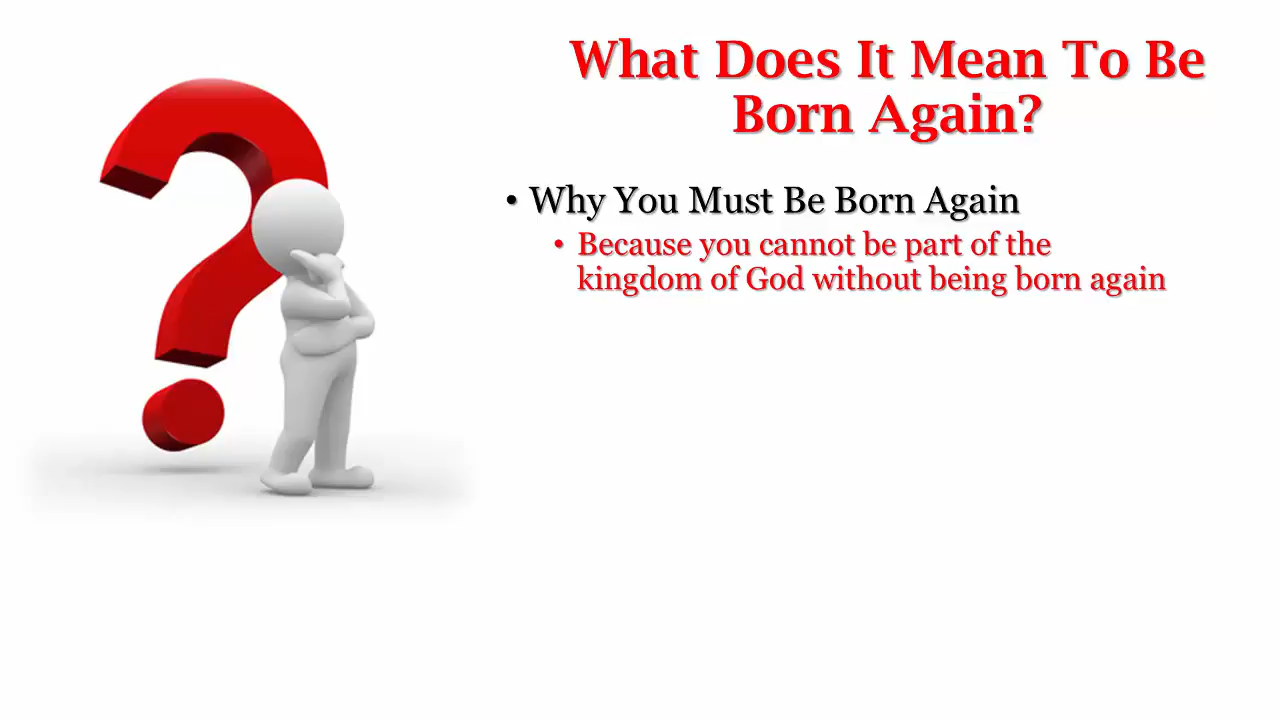 What Does It Mean To Be
Born Again?
• Why You Must Be Born Again
• Because you cannot be part of the
kingdom of God without being born again